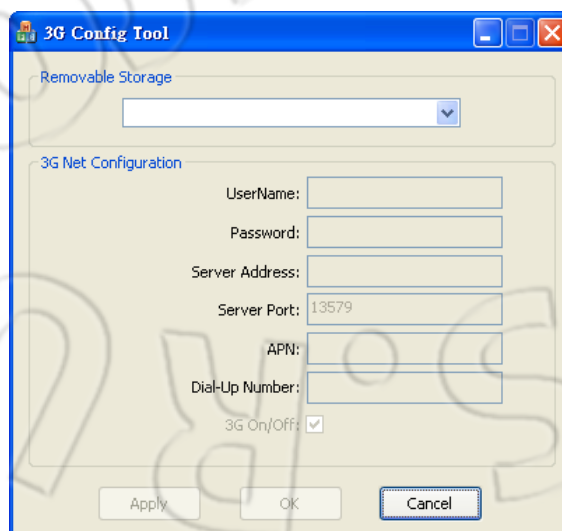 3G Config Tool
Removable Storage
3G Net Configuration
UserName:
Password:
Server Address:
Server Port: 13579
APN:
Dial-Up Number:
3G On/Off:
Apply OK Cancel